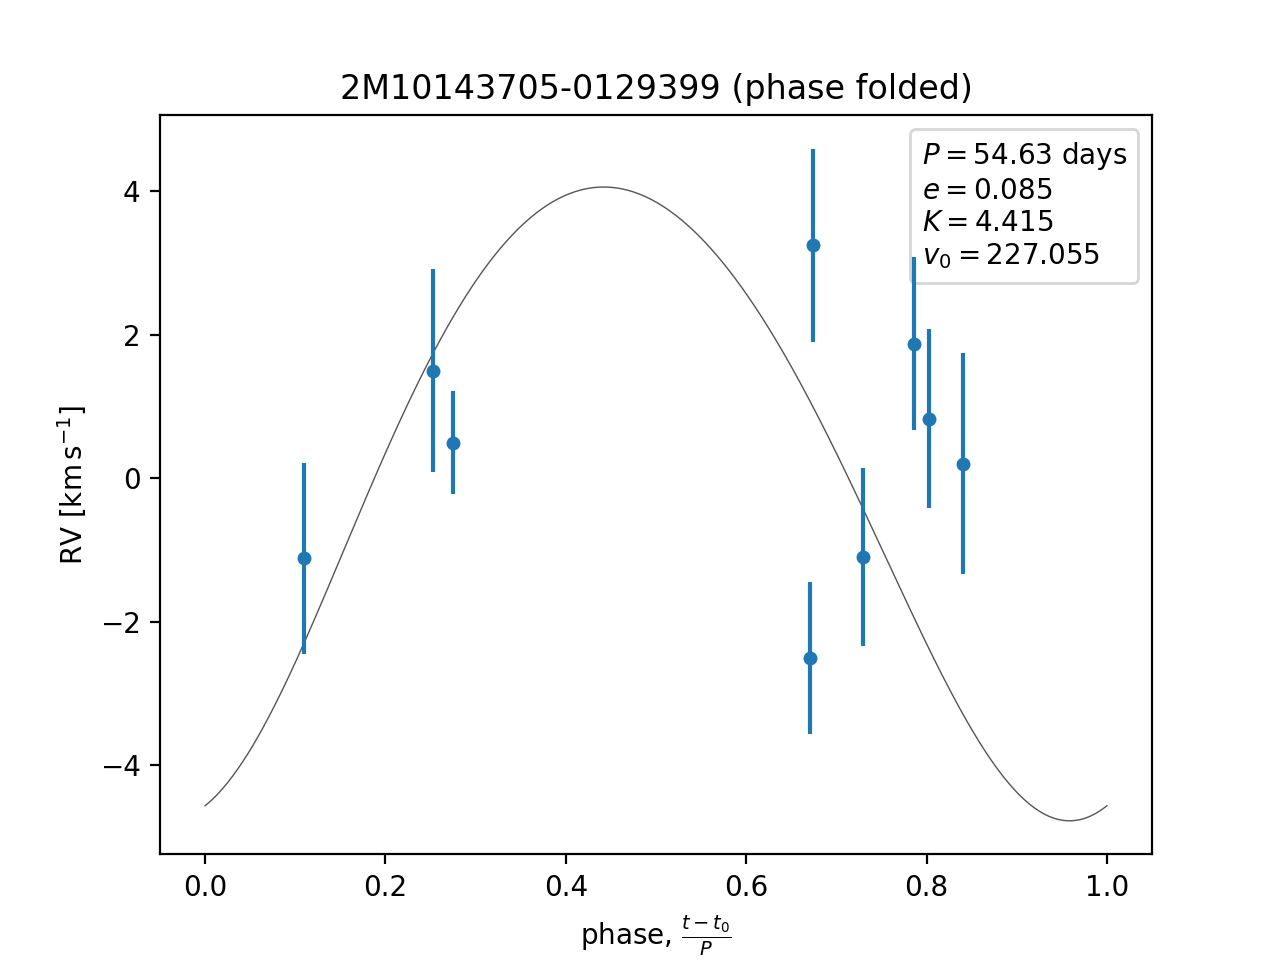 2M10143705-0129399 (phase folded)
P = 54.63 days
e = 0.085
K = 4.415
v₀ = 227.055
RV [km s⁻¹]
4
2
0
−2
−4
0.0 0.2 0.4 0.6 0.8 1.0
phase, (t − t₀)/P